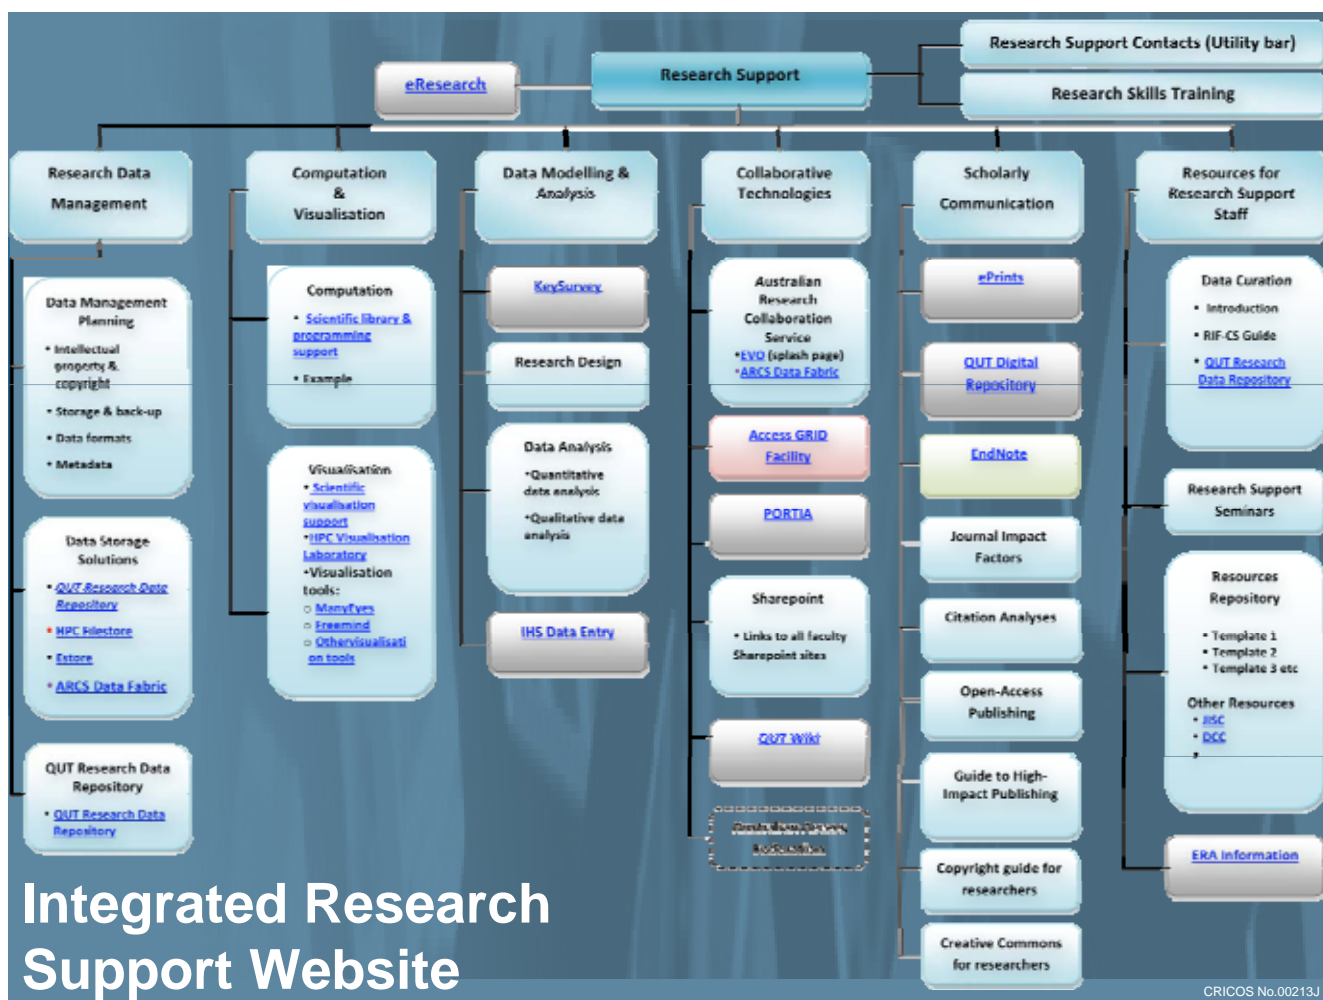 Research Support Contacts (Utility bar)
Research Support
eResearch
Research Skills Training
Research Data
Management
Data Management
Planning
• Intellectual
property &
copyright
• Storage & back-up
• Data formats
• Metadata
Data Storage
Solutions
• QUT Research Data
Repository
• HPC Filestore
• Estore
• ARCS Data Fabric
QUT Research Data
Repository
• QUT Research Data
Repository
Computation
&
Visualisation
Computation
• Scientific library &
programming
support
• Example
Visualisation
• Scientific
visualisation
support
•HPC Visualisation
Laboratory
•Visualisation
tools:
o ManyEyes
o Freemind
o Othervisualisati
on tools
Data Modelling &
Analysis
KeySurvey
Research Design
Data Analysis
•Quantitative
data analysis
•Qualitative data
analysis
IHS Data Entry
Collaborative
Technologies
Australian
Research
Collaboration
Service
•EVO (splash page)
•ARCS Data Fabric
Access GRID
Facility
PORTIA
Sharepoint
• Links to all faculty
Sharepoint sites
QUT Wiki
Australian Access
Federation
Scholarly
Communication
ePrints
QUT Digital
Repository
EndNote
Journal Impact
Factors
Citation Analyses
Open-Access
Publishing
Guide to High-
Impact Publishing
Copyright guide for
researchers
Creative Commons
for researchers
Resources for
Research Support
Staff
Data Curation
• Introduction
• RIF-CS Guide
• QUT Research
Data Repository
Research Support
Seminars
Resources
Repository
• Template 1
• Template 2
• Template 3 etc
Other Resources
• JISC
• DCC
•
ERA Information
Integrated Research
Support Website
CRICOS No.00213J